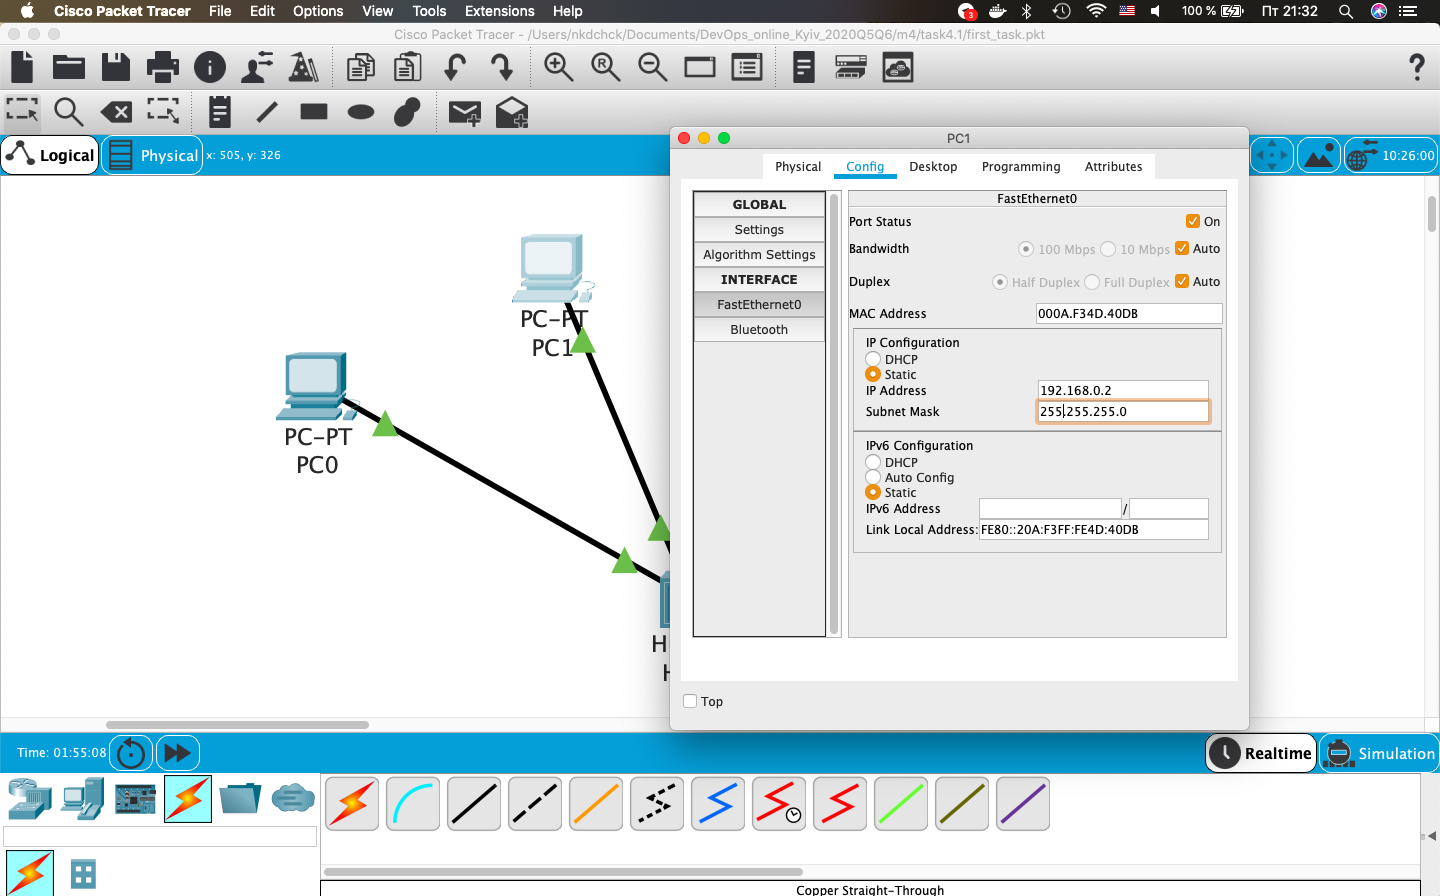 Cisco Packet Tracer File Edit Options View Tools Extensions Help 3 100 % Пт 21:32
Cisco Packet Tracer - /Users/nkdchck/Documents/DevOps_online_Kyiv_2020Q5Q6/m4/task4.1/first_task.pkt
Logical Physical x: 505, y: 326 10:26:00
PC1
Physical Config Desktop Programming Attributes
GLOBAL
Settings
Algorithm Settings
INTERFACE
FastEthernet0
Bluetooth
FastEthernet0
Port Status On
Bandwidth 100 Mbps 10 Mbps Auto
Duplex Half Duplex Full Duplex Auto
MAC Address 000A.F34D.40DB
IP Configuration
DHCP
Static
IP Address 192.168.0.2
Subnet Mask 255.255.255.0
IPv6 Configuration
DHCP
Auto Config
Static
IPv6 Address /
Link Local Address: FE80::20A:F3FF:FE4D:40DB
Top
PC-PT
PC1
PC-PT
PC0
H
H
Time: 01:55:08 Realtime Simulation
Copper Straight-Through